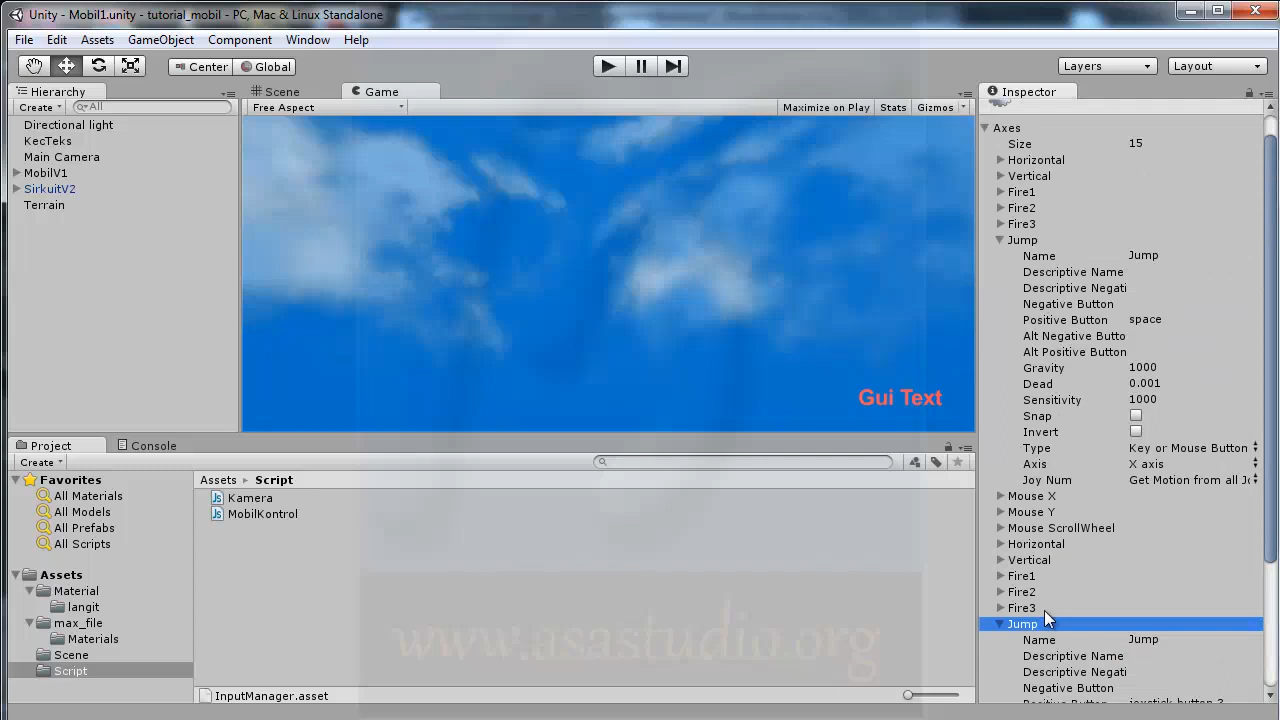 Unity - Mobil1.unity - tutorial_mobil - PC, Mac & Linux Standalone
File Edit Assets GameObject Component Window Help
Center Global Layers Layout
Hierarchy
Create All
Directional light
KecTeks
Main Camera
MobilV1
SirkuitV2
Terrain
Scene Game
Free Aspect Maximize on Play Stats Gizmos
Gui Text
Project Console
Create
Favorites
All Materials
All Models
All Prefabs
All Scripts
Assets
Material
langit
max_file
Materials
Scene
Script
Assets Script
Kamera
MobilKontrol
www.asastudio.org
InputManager.asset
Inspector
Axes
Size 15
Horizontal
Vertical
Fire1
Fire2
Fire3
Jump
Name Jump
Descriptive Name
Descriptive Negati
Negative Button
Positive Button space
Alt Negative Butto
Alt Positive Button
Gravity 1000
Dead 0.001
Sensitivity 1000
Snap
Invert
Type Key or Mouse Button
Axis X axis
Joy Num Get Motion from all Jo
Mouse X
Mouse Y
Mouse ScrollWheel
Horizontal
Vertical
Fire1
Fire2
Fire3
Jump
Name Jump
Descriptive Name
Descriptive Negati
Negative Button
Positive Button joystick button 3